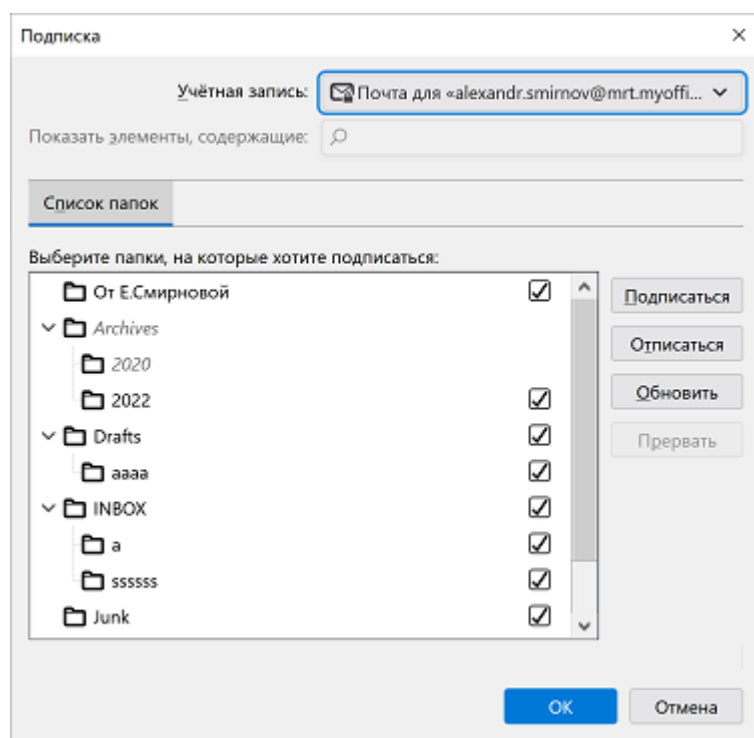 Подписка
Учётная запись: Почта для «alexandr.smirnov@mrt.myoffi...
Показать элементы, содержащие:
Список папок
Выберите папки, на которые хотите подписаться:
От Е.Смирновой
Archives
2020
2022
Drafts
aaaa
INBOX
a
ssssss
Junk
Подписаться
Отписаться
Обновить
Прервать
OK Отмена